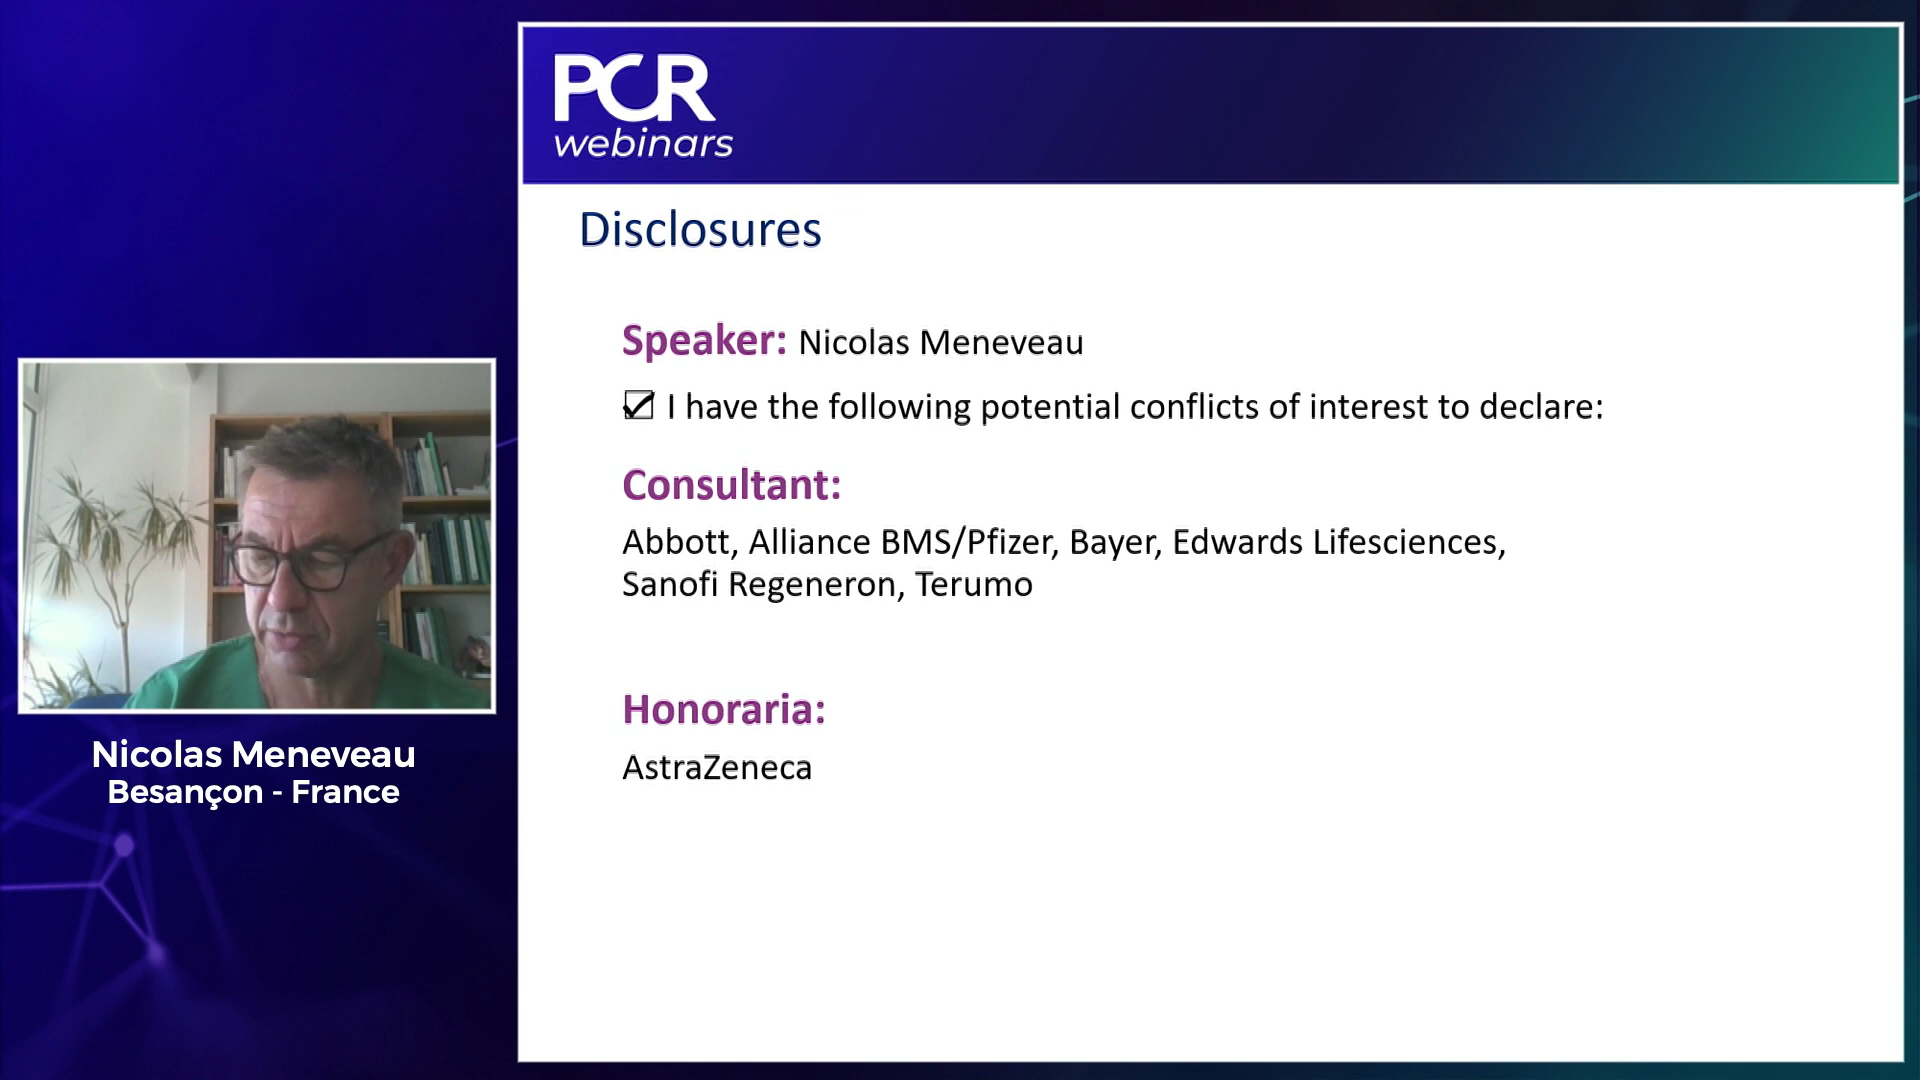 PCR
webinars
Disclosures
Speaker: Nicolas Meneveau
☑ I have the following potential conflicts of interest to declare:
Consultant:
Abbott, Alliance BMS/Pfizer, Bayer, Edwards Lifesciences,
Sanofi Regeneron, Terumo
Honoraria:
AstraZeneca
Nicolas Meneveau
Besançon - France